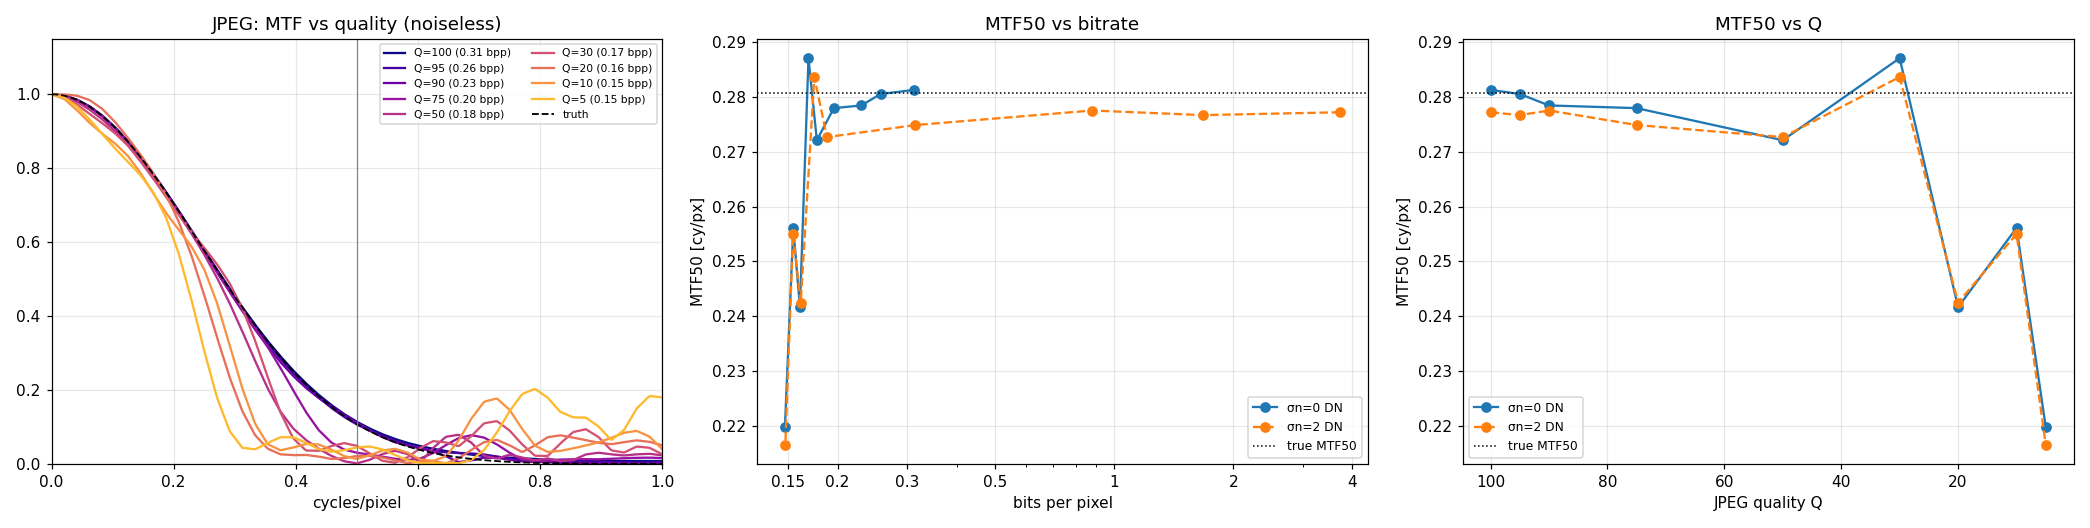 JPEG: MTF vs quality (noiseless)
Q=100 (0.31 bpp)
Q=95 (0.26 bpp)
Q=90 (0.23 bpp)
Q=75 (0.20 bpp)
Q=50 (0.18 bpp)
Q=30 (0.17 bpp)
Q=20 (0.16 bpp)
Q=10 (0.15 bpp)
Q=5 (0.15 bpp)
truth
1.0
0.8
0.6
0.4
0.2
0.0
0.0 0.2 0.4 0.6 0.8 1.0
cycles/pixel
MTF50 vs bitrate
MTF50 [cy/px]
0.29
0.28
0.27
0.26
0.25
0.24
0.23
0.22
σn=0 DN
σn=2 DN
true MTF50
0.15 0.2 0.3 0.5 1 2 4
bits per pixel
MTF50 vs Q
MTF50 [cy/px]
0.29
0.28
0.27
0.26
0.25
0.24
0.23
0.22
σn=0 DN
σn=2 DN
true MTF50
100 80 60 40 20
JPEG quality Q